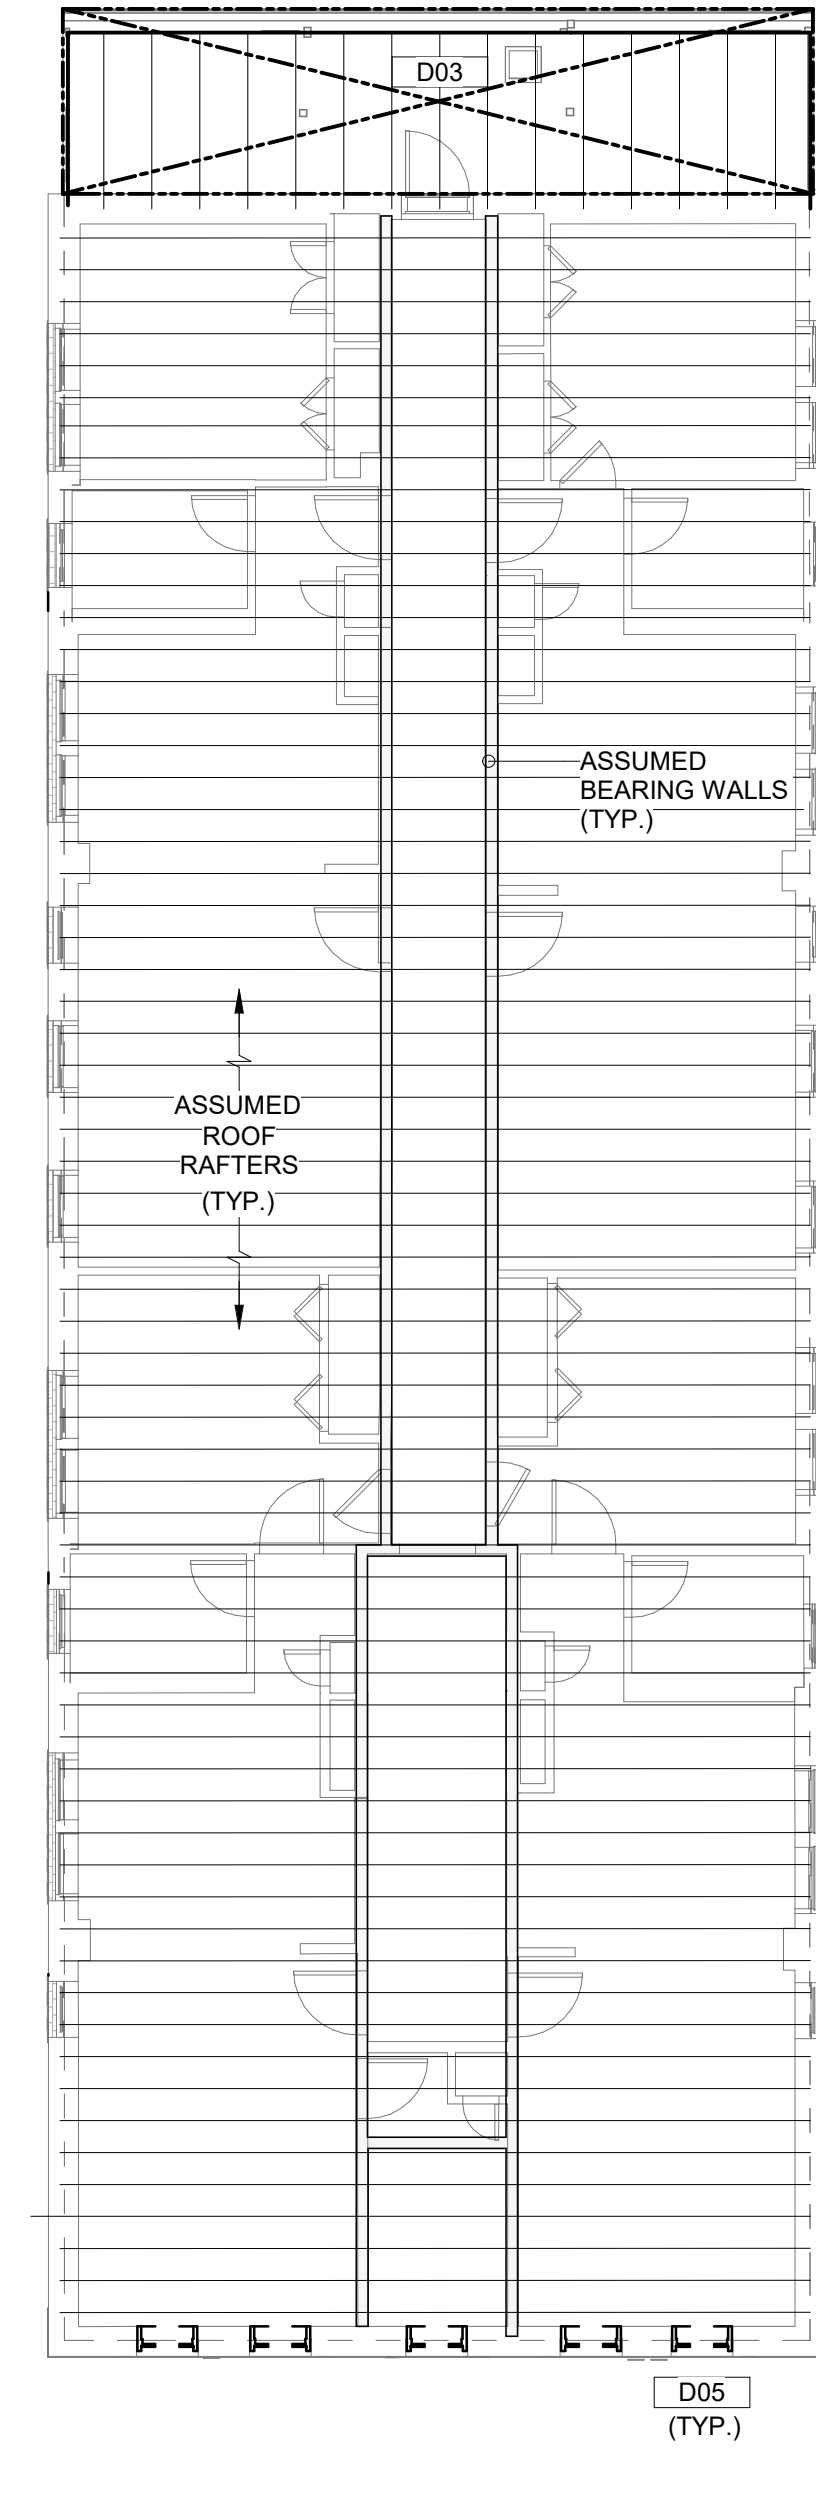 D03
ASSUMED
BEARING WALLS
(TYP.)
ASSUMED
ROOF
RAFTERS
(TYP.)
D05
(TYP.)